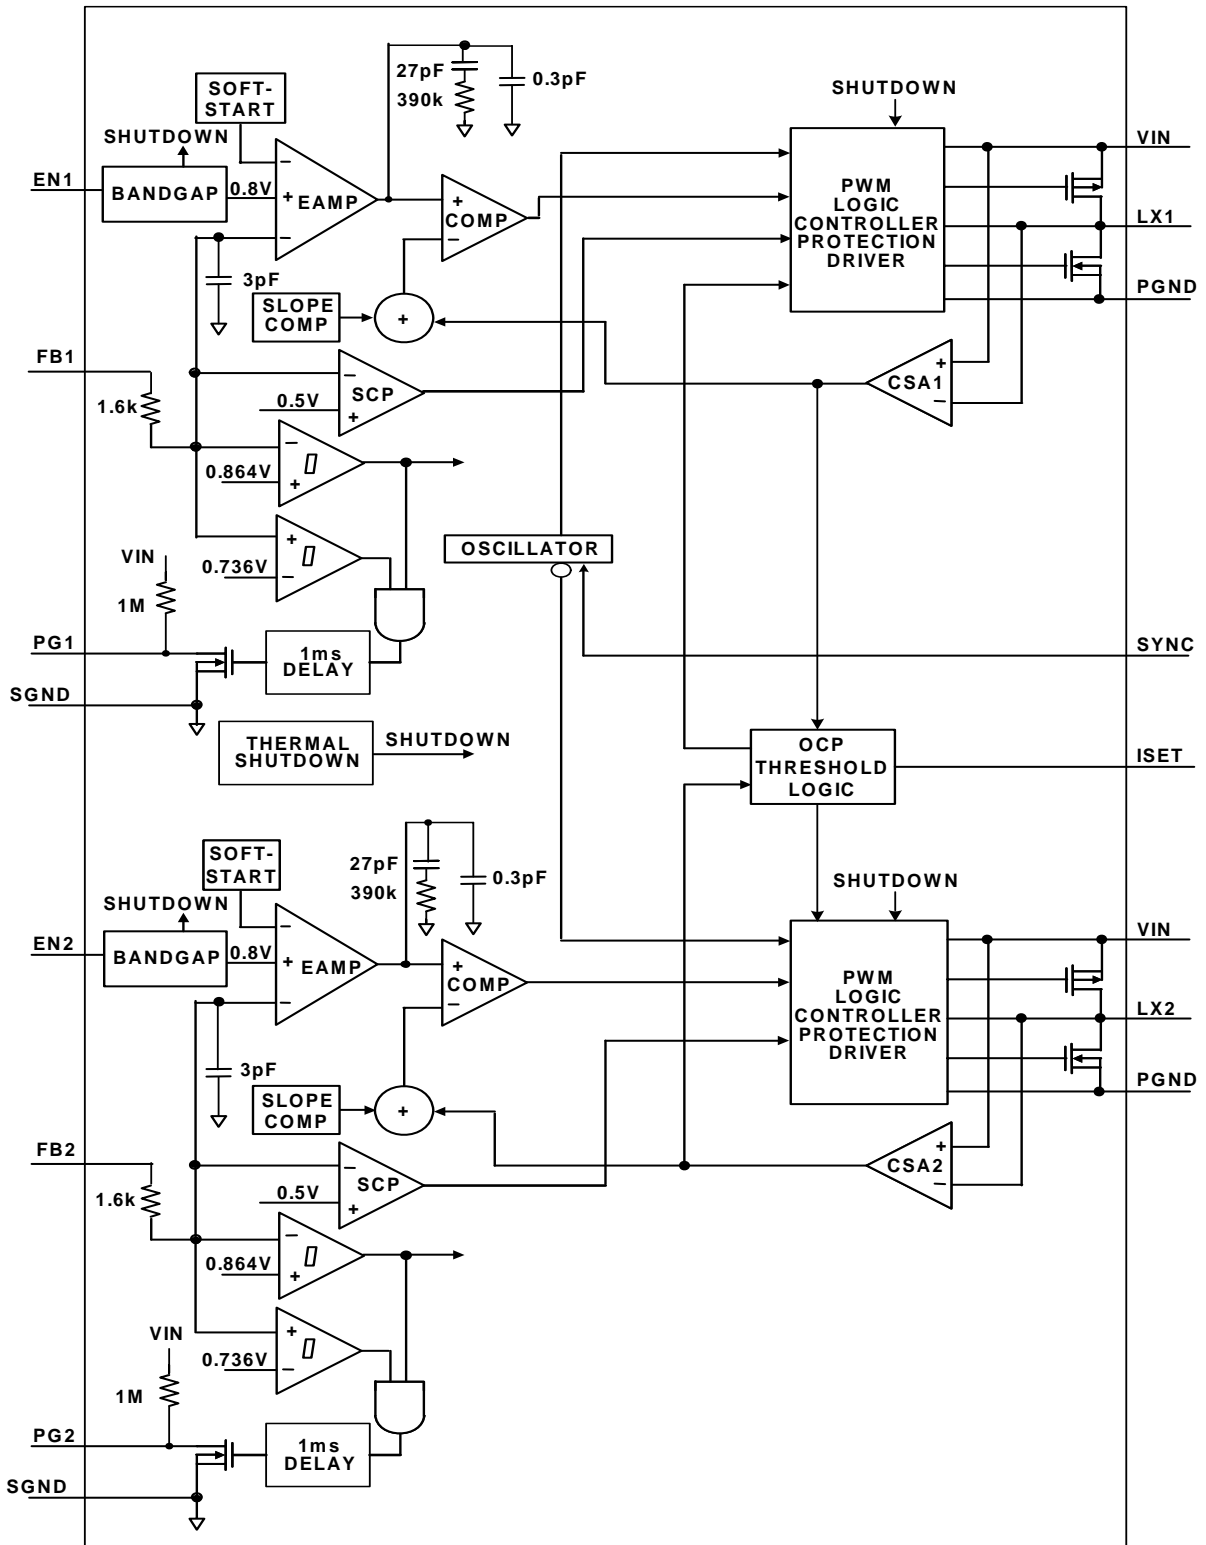 27pF
390k
0.3pF
SOFT-
START
SHUTDOWN
SHUTDOWN
VIN
EN1
BANDGAP
0.8V
−
+
−
EAMP
+
−
COMP
PWM
LOGIC
CONTROLLER
PROTECTION
DRIVER
LX1
3pF
SLOPE
COMP
+
PGND
FB1
1.6k
−
SCP
0.5V
+
+
CSA1
−
−
0.864V
+
+
0.736V
−
VIN
1M
OSCILLATOR
PG1
1ms
DELAY
SYNC
SGND
THERMAL
SHUTDOWN
SHUTDOWN
OCP
THRESHOLD
LOGIC
ISET
27pF
390k
0.3pF
SOFT-
START
SHUTDOWN
SHUTDOWN
VIN
EN2
BANDGAP
0.8V
−
+
−
EAMP
+
−
COMP
PWM
LOGIC
CONTROLLER
PROTECTION
DRIVER
LX2
3pF
SLOPE
COMP
+
PGND
FB2
1.6k
−
SCP
0.5V
+
+
CSA2
−
−
0.864V
+
+
0.736V
−
VIN
1M
PG2
1ms
DELAY
SGND